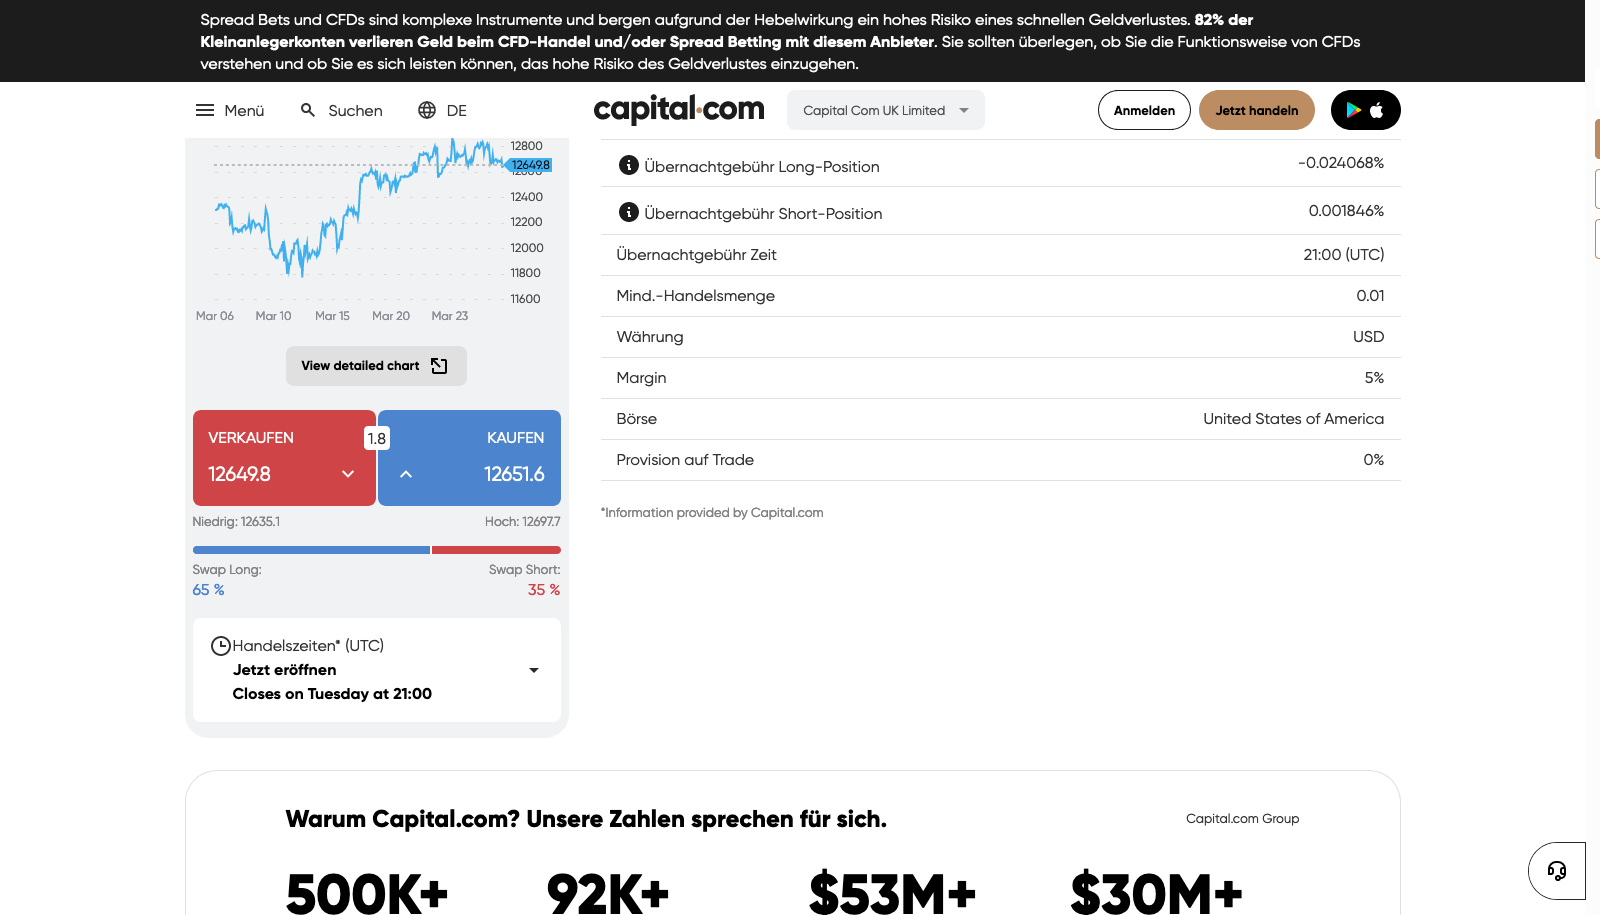 Spread Bets und CFDs sind komplexe Instrumente und bergen aufgrund der Hebelwirkung ein hohes Risiko eines schnellen Geldverlustes. 82% der
Kleinanlegerkonten verlieren Geld beim CFD-Handel und/oder Spread Betting mit diesem Anbieter. Sie sollten überlegen, ob Sie die Funktionsweise von CFDs
verstehen und ob Sie es sich leisten können, das hohe Risiko des Geldverlustes einzugehen.
Menü
Suchen
DE
capital.com
Capital Com UK Limited
Anmelden
Jetzt handeln
12800
12649.8
12600
12400
12200
12000
11800
11600
Mar 06
Mar 10
Mar 15
Mar 20
Mar 23
View detailed chart
VERKAUFEN
12649.8
1.8
KAUFEN
12651.6
Niedrig: 12635.1
Hoch: 12697.7
Swap Long:
65 %
Swap Short:
35 %
Handelszeiten* (UTC)
Jetzt eröffnen
Closes on Tuesday at 21:00
Übernachtgebühr Long-Position -0.024068%
Übernachtgebühr Short-Position 0.001846%
Übernachtgebühr Zeit 21:00 (UTC)
Mind.-Handelsmenge 0.01
Währung USD
Margin 5%
Börse United States of America
Provision auf Trade 0%
*Information provided by Capital.com
Warum Capital.com? Unsere Zahlen sprechen für sich.
Capital.com Group
500K+
92K+
$53M+
$30M+